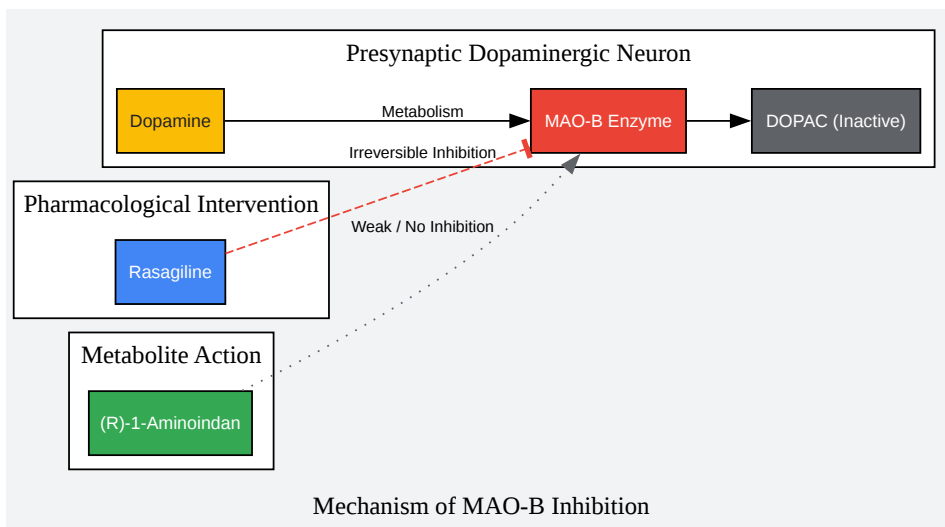 Presynaptic Dopaminergic Neuron
Dopamine
Metabolism
MAO-B Enzyme
DOPAC (Inactive)
Irreversible Inhibition
Pharmacological Intervention
Weak / No Inhibition
Rasagiline
Metabolite Action
(R)-1-Aminoindan
Mechanism of MAO-B Inhibition